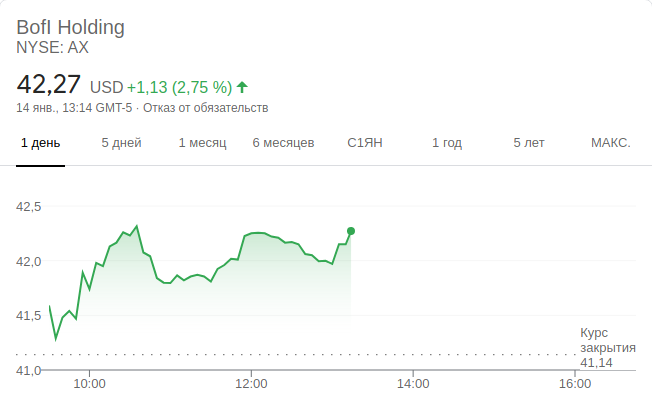 BofI Holding
NYSE: AX
42,27 USD +1,13 (2,75 %)
14 янв., 13:14 GMT-5 · Отказ от обязательств
1 день 5 дней 1 месяц 6 месяцев С1ЯН 1 год 5 лет МАКС.
42,5
42,0
41,5
41,0
Курс
закрытия
41,14
10:00 12:00 14:00 16:00